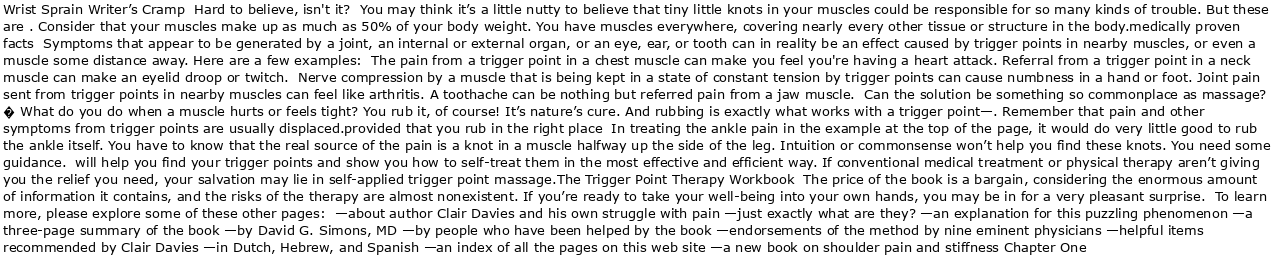 Wrist Sprain Writer’s Cramp  Hard to believe, isn't it?  You may think it’s a little nutty to believe that tiny little knots in your muscles could be responsible for so many kinds of trouble. But these
are . Consider that your muscles make up as much as 50% of your body weight. You have muscles everywhere, covering nearly every other tissue or structure in the body.medically proven
facts  Symptoms that appear to be generated by a joint, an internal or external organ, or an eye, ear, or tooth can in reality be an effect caused by trigger points in nearby muscles, or even a
muscle some distance away. Here are a few examples:  The pain from a trigger point in a chest muscle can make you feel you're having a heart attack. Referral from a trigger point in a neck
muscle can make an eyelid droop or twitch.  Nerve compression by a muscle that is being kept in a state of constant tension by trigger points can cause numbness in a hand or foot. Joint pain
sent from trigger points in nearby muscles can feel like arthritis. A toothache can be nothing but referred pain from a jaw muscle.  Can the solution be something so commonplace as massage?
� What do you do when a muscle hurts or feels tight? You rub it, of course! It’s nature’s cure. And rubbing is exactly what works with a trigger point—. Remember that pain and other
symptoms from trigger points are usually displaced.provided that you rub in the right place  In treating the ankle pain in the example at the top of the page, it would do very little good to rub
the ankle itself. You have to know that the real source of the pain is a knot in a muscle halfway up the side of the leg. Intuition or commonsense won’t help you find these knots. You need some
guidance.  will help you find your trigger points and show you how to self-treat them in the most effective and efficient way. If conventional medical treatment or physical therapy aren’t giving
you the relief you need, your salvation may lie in self-applied trigger point massage.The Trigger Point Therapy Workbook  The price of the book is a bargain, considering the enormous amount
of information it contains, and the risks of the therapy are almost nonexistent. If you’re ready to take your well-being into your own hands, you may be in for a very pleasant surprise.  To learn
more, please explore some of these other pages:  —about author Clair Davies and his own struggle with pain —just exactly what are they? —an explanation for this puzzling phenomenon —a
three-page summary of the book —by David G. Simons, MD —by people who have been helped by the book —endorsements of the method by nine eminent physicians —helpful items
recommended by Clair Davies —in Dutch, Hebrew, and Spanish —an index of all the pages on this web site —a new book on shoulder pain and stiffness Chapter One